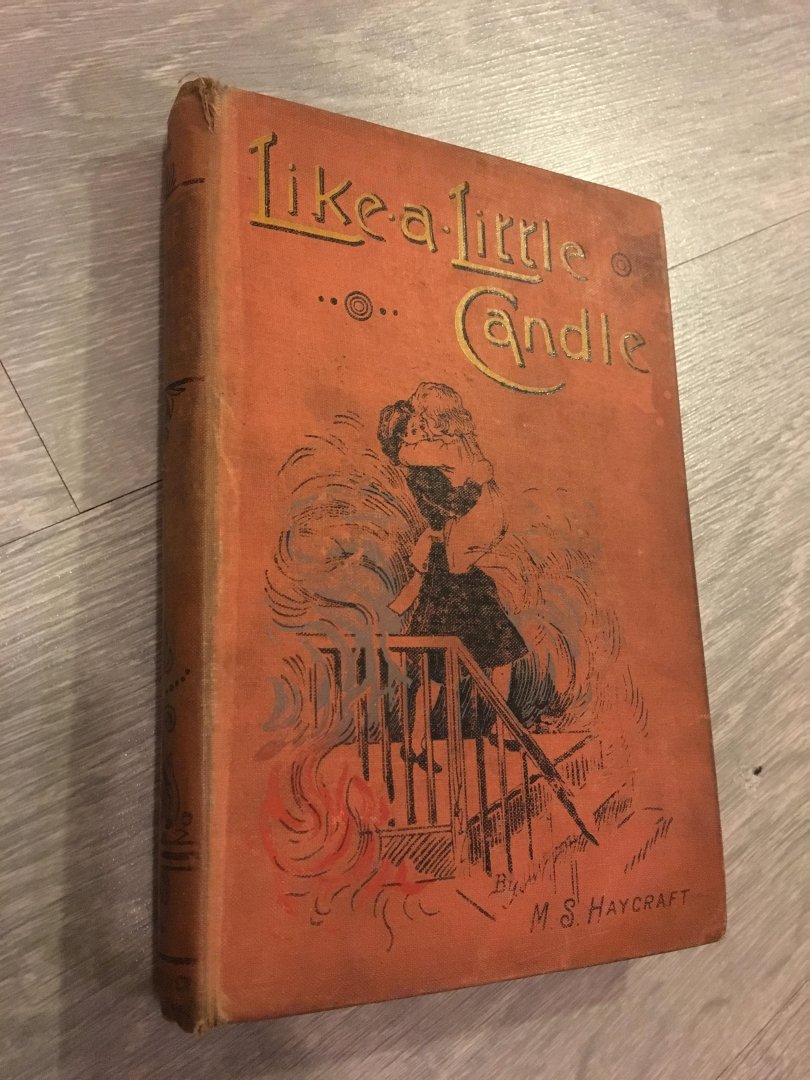 Like·a·Little
Candle
By
M. S. Haycraft